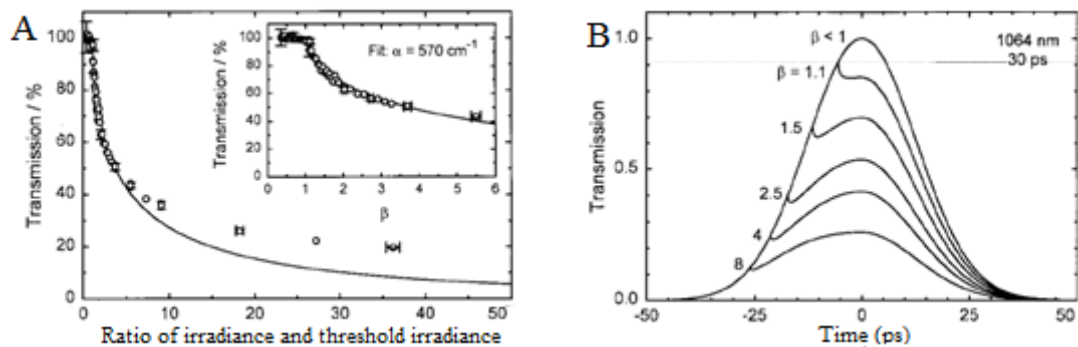 A
Transmission / %
100
80
60
40
20
0
0 10 20 30 40 50
Ratio of irradiance and threshold irradiance
Fit: α = 570 cm⁻¹
Transmission / %
100
80
60
40
20
0
0 1 2 3 4 5 6
β
B
Transmission
1.0
0.5
0.0
-50 -25 0 25 50
Time (ps)
β < 1
β = 1.1
1.5
2.5
4
8
1064 nm
30 ps